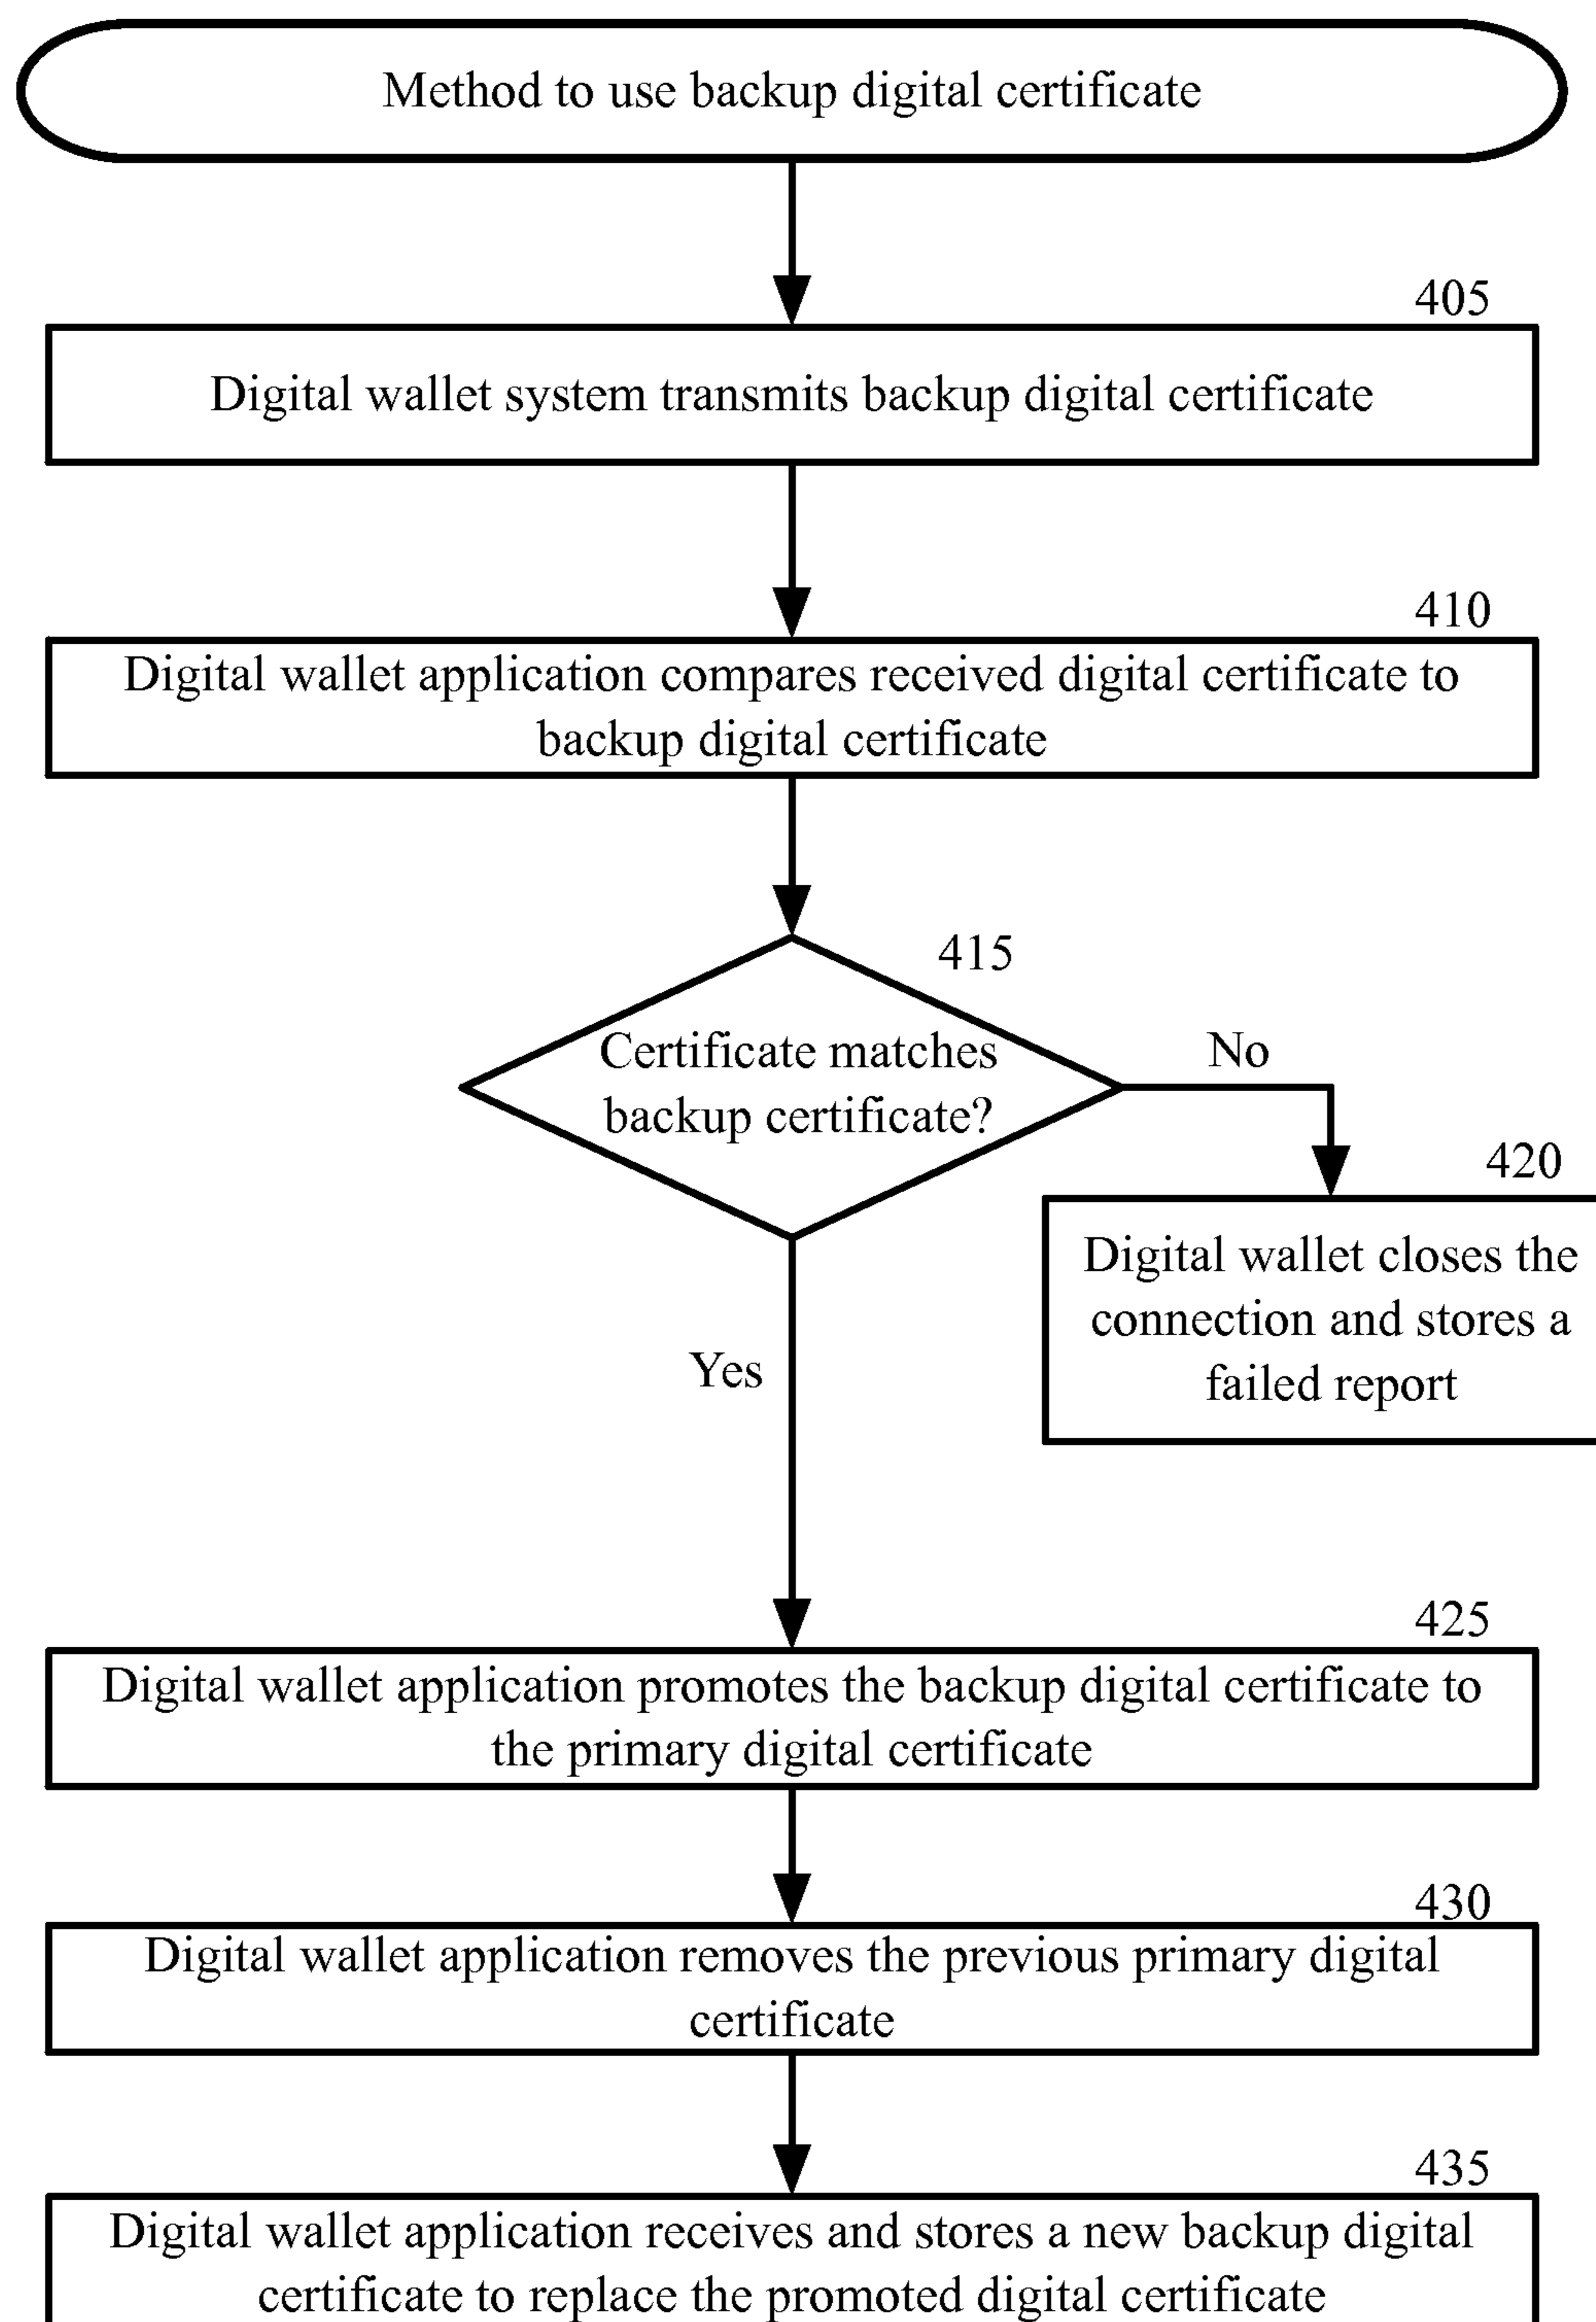 Method to use backup digital certificate
405
Digital wallet system transmits backup digital certificate
410
Digital wallet application compares received digital certificate to
backup digital certificate
415
Certificate matches
backup certificate?
No
420
Digital wallet closes the
connection and stores a
failed report
Yes
425
Digital wallet application promotes the backup digital certificate to
the primary digital certificate
430
Digital wallet application removes the previous primary digital
certificate
435
Digital wallet application receives and stores a new backup digital
certificate to replace the promoted digital certificate